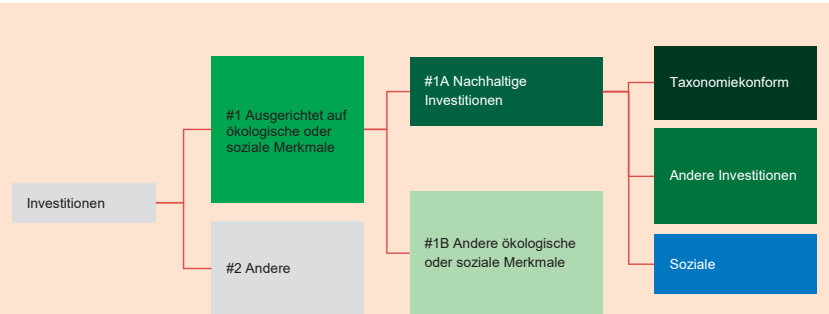 Investitionen
#1 Ausgerichtet auf
ökologische oder
soziale Merkmale
#2 Andere
#1A Nachhaltige
Investitionen
#1B Andere ökologische
oder soziale Merkmale
Taxonomiekonform
Andere Investitionen
Soziale